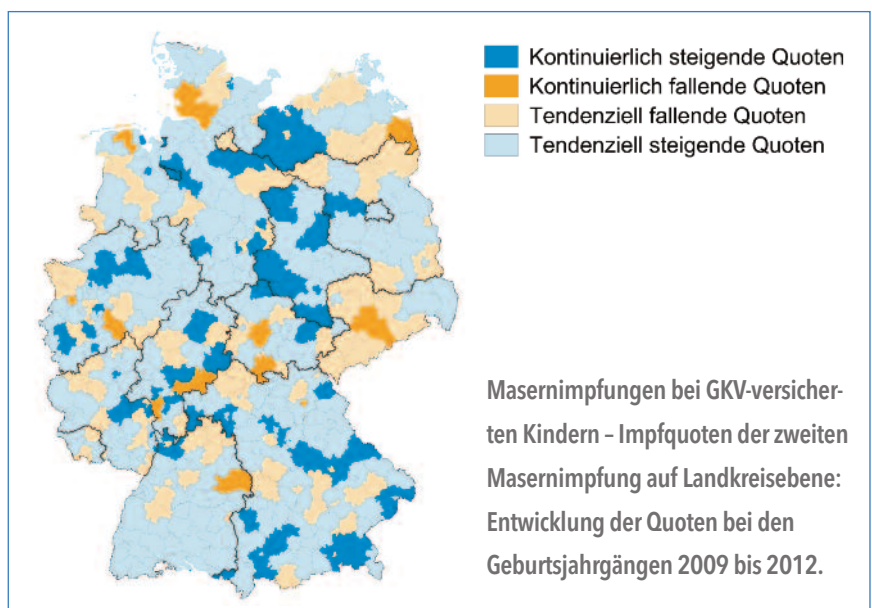 Kontinuierlich steigende Quoten
Kontinuierlich fallende Quoten
Tendenziell fallende Quoten
Tendenziell steigende Quoten
Masernimpfungen bei GKV-versicher-
ten Kindern – Impfquoten der zweiten
Masernimpfung auf Landkreisebene:
Entwicklung der Quoten bei den
Geburtsjahrgängen 2009 bis 2012.